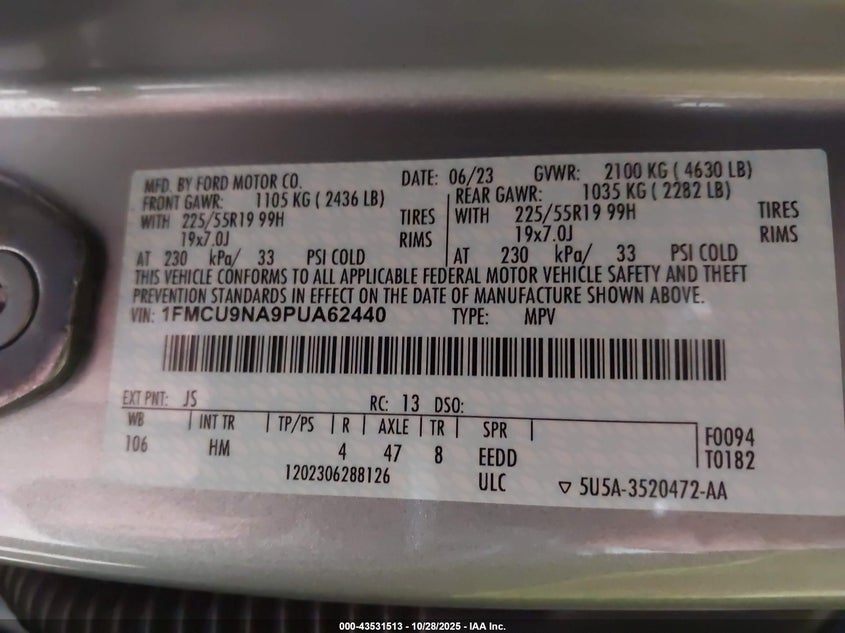 MFD. BY FORD MOTOR CO. DATE: 06/23 GVWR: 2100 KG ( 4630 LB)
FRONT GAWR: 1105 KG ( 2436 LB) REAR GAWR: 1035 KG ( 2282 LB)
WITH 225/55R19 99H TIRES WITH 225/55R19 99H TIRES
19x7.0J RIMS 19x7.0J RIMS
AT 230 kPa/ 33 PSI COLD AT 230 kPa/ 33 PSI COLD
THIS VEHICLE CONFORMS TO ALL APPLICABLE FEDERAL MOTOR VEHICLE SAFETY AND THEFT
PREVENTION STANDARDS IN EFFECT ON THE DATE OF MANUFACTURE SHOWN ABOVE.
VIN: 1FMCU9NA9PUA62440 TYPE: MPV
EXT PNT: JS RC: 13 DSO:
WB INT TR TP/PS R AXLE TR SPR F0094
106 HM 4 47 8 EEDD T0182
1202306288126 ULC ▽ 5U5A-3520472-AA
000-43531513 - 10/28/2025 - IAA Inc.